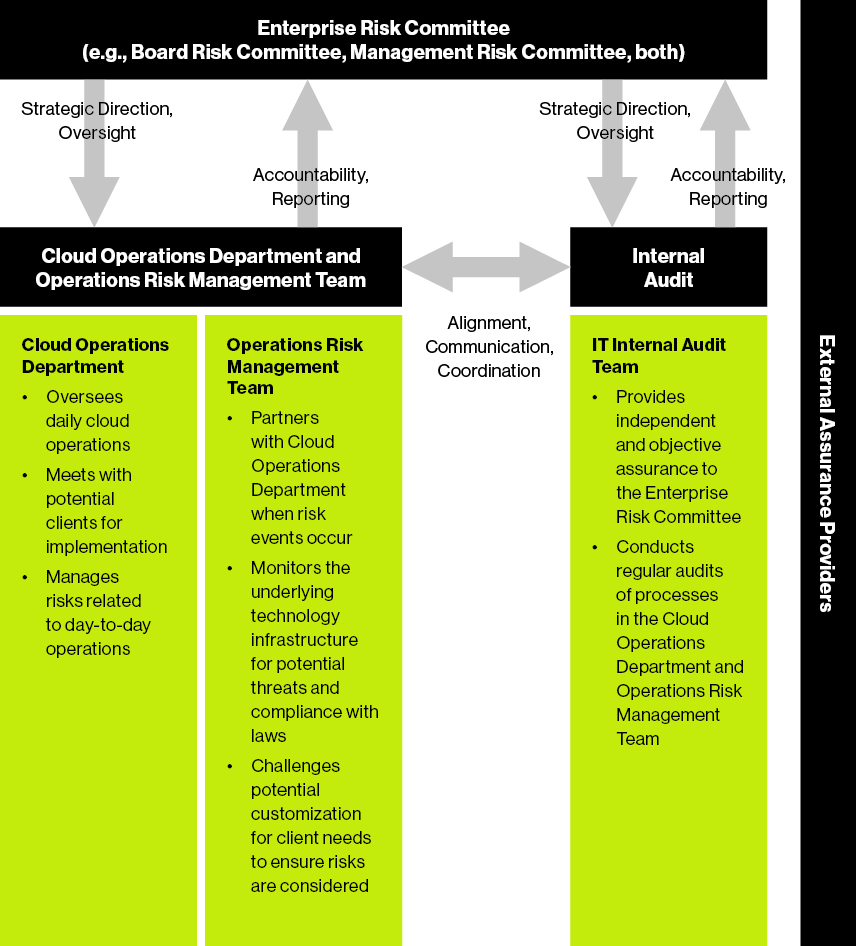 Enterprise Risk Committee
(e.g., Board Risk Committee, Management Risk Committee, both)
Strategic Direction,
Oversight
Accountability,
Reporting
Strategic Direction,
Oversight
Accountability,
Reporting
Cloud Operations Department and
Operations Risk Management Team
Internal
Audit
Alignment,
Communication,
Coordination
Cloud Operations
Department
• Oversees
daily cloud
operations
• Meets with
potential
clients for
implementation
• Manages
risks related
to day-to-day
operations
Operations Risk
Management
Team
• Partners
with Cloud
Operations
Department
when risk
events occur
• Monitors the
underlying
technology
infrastructure
for potential
threats and
compliance with
laws
• Challenges
potential
customization
for client needs
to ensure risks
are considered
IT Internal Audit
Team
• Provides
independent
and objective
assurance to
the Enterprise
Risk Committee
• Conducts
regular audits
of processes
in the Cloud
Operations
Department and
Operations Risk
Management
Team
External Assurance Providers